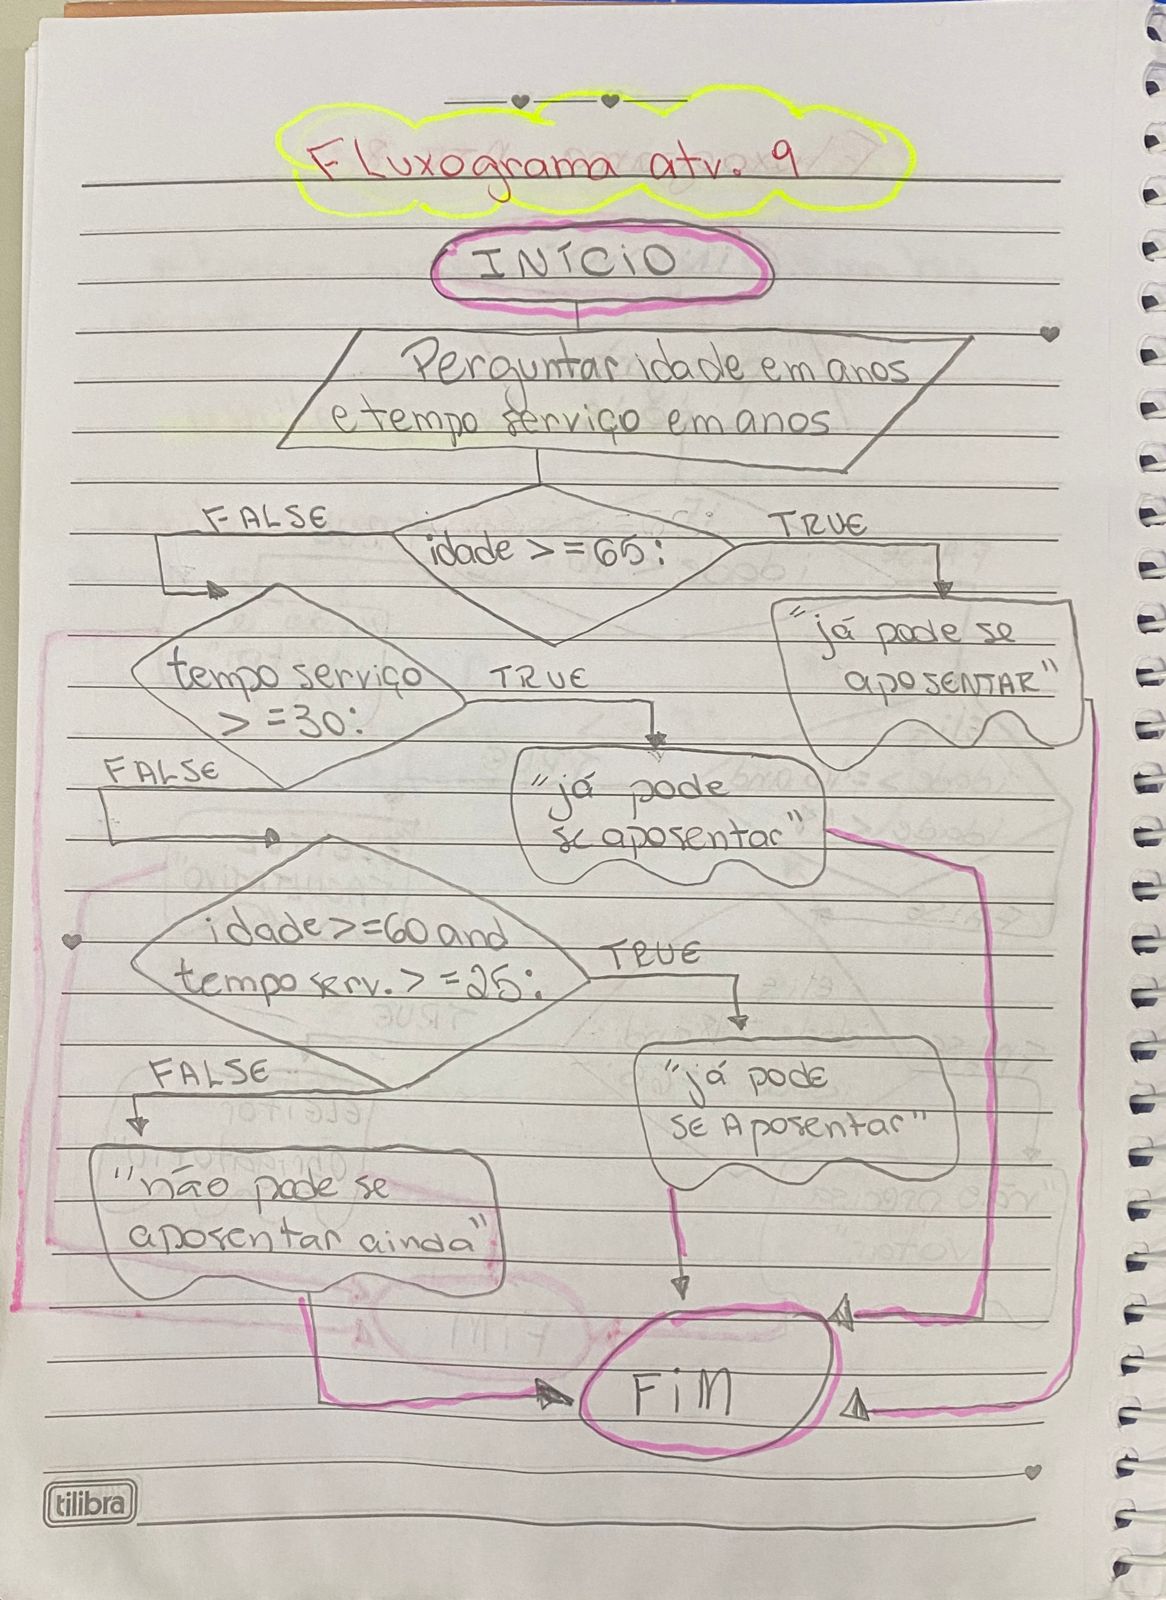 Fluxograma atv. 9
INÍCIO
Perguntar idade em anos
e tempo serviço em anos
FALSE
idade >=65:
TRUE
"já pode se
aposentar"
tempo serviço
>=30:
TRUE
FALSE
"já pode
se aposentar"
idade>=60 and
tempo serv. >=25:
TRUE
FALSE
"já pode
se aposentar"
"não pode se
aposentar ainda"
FIM
tilibra